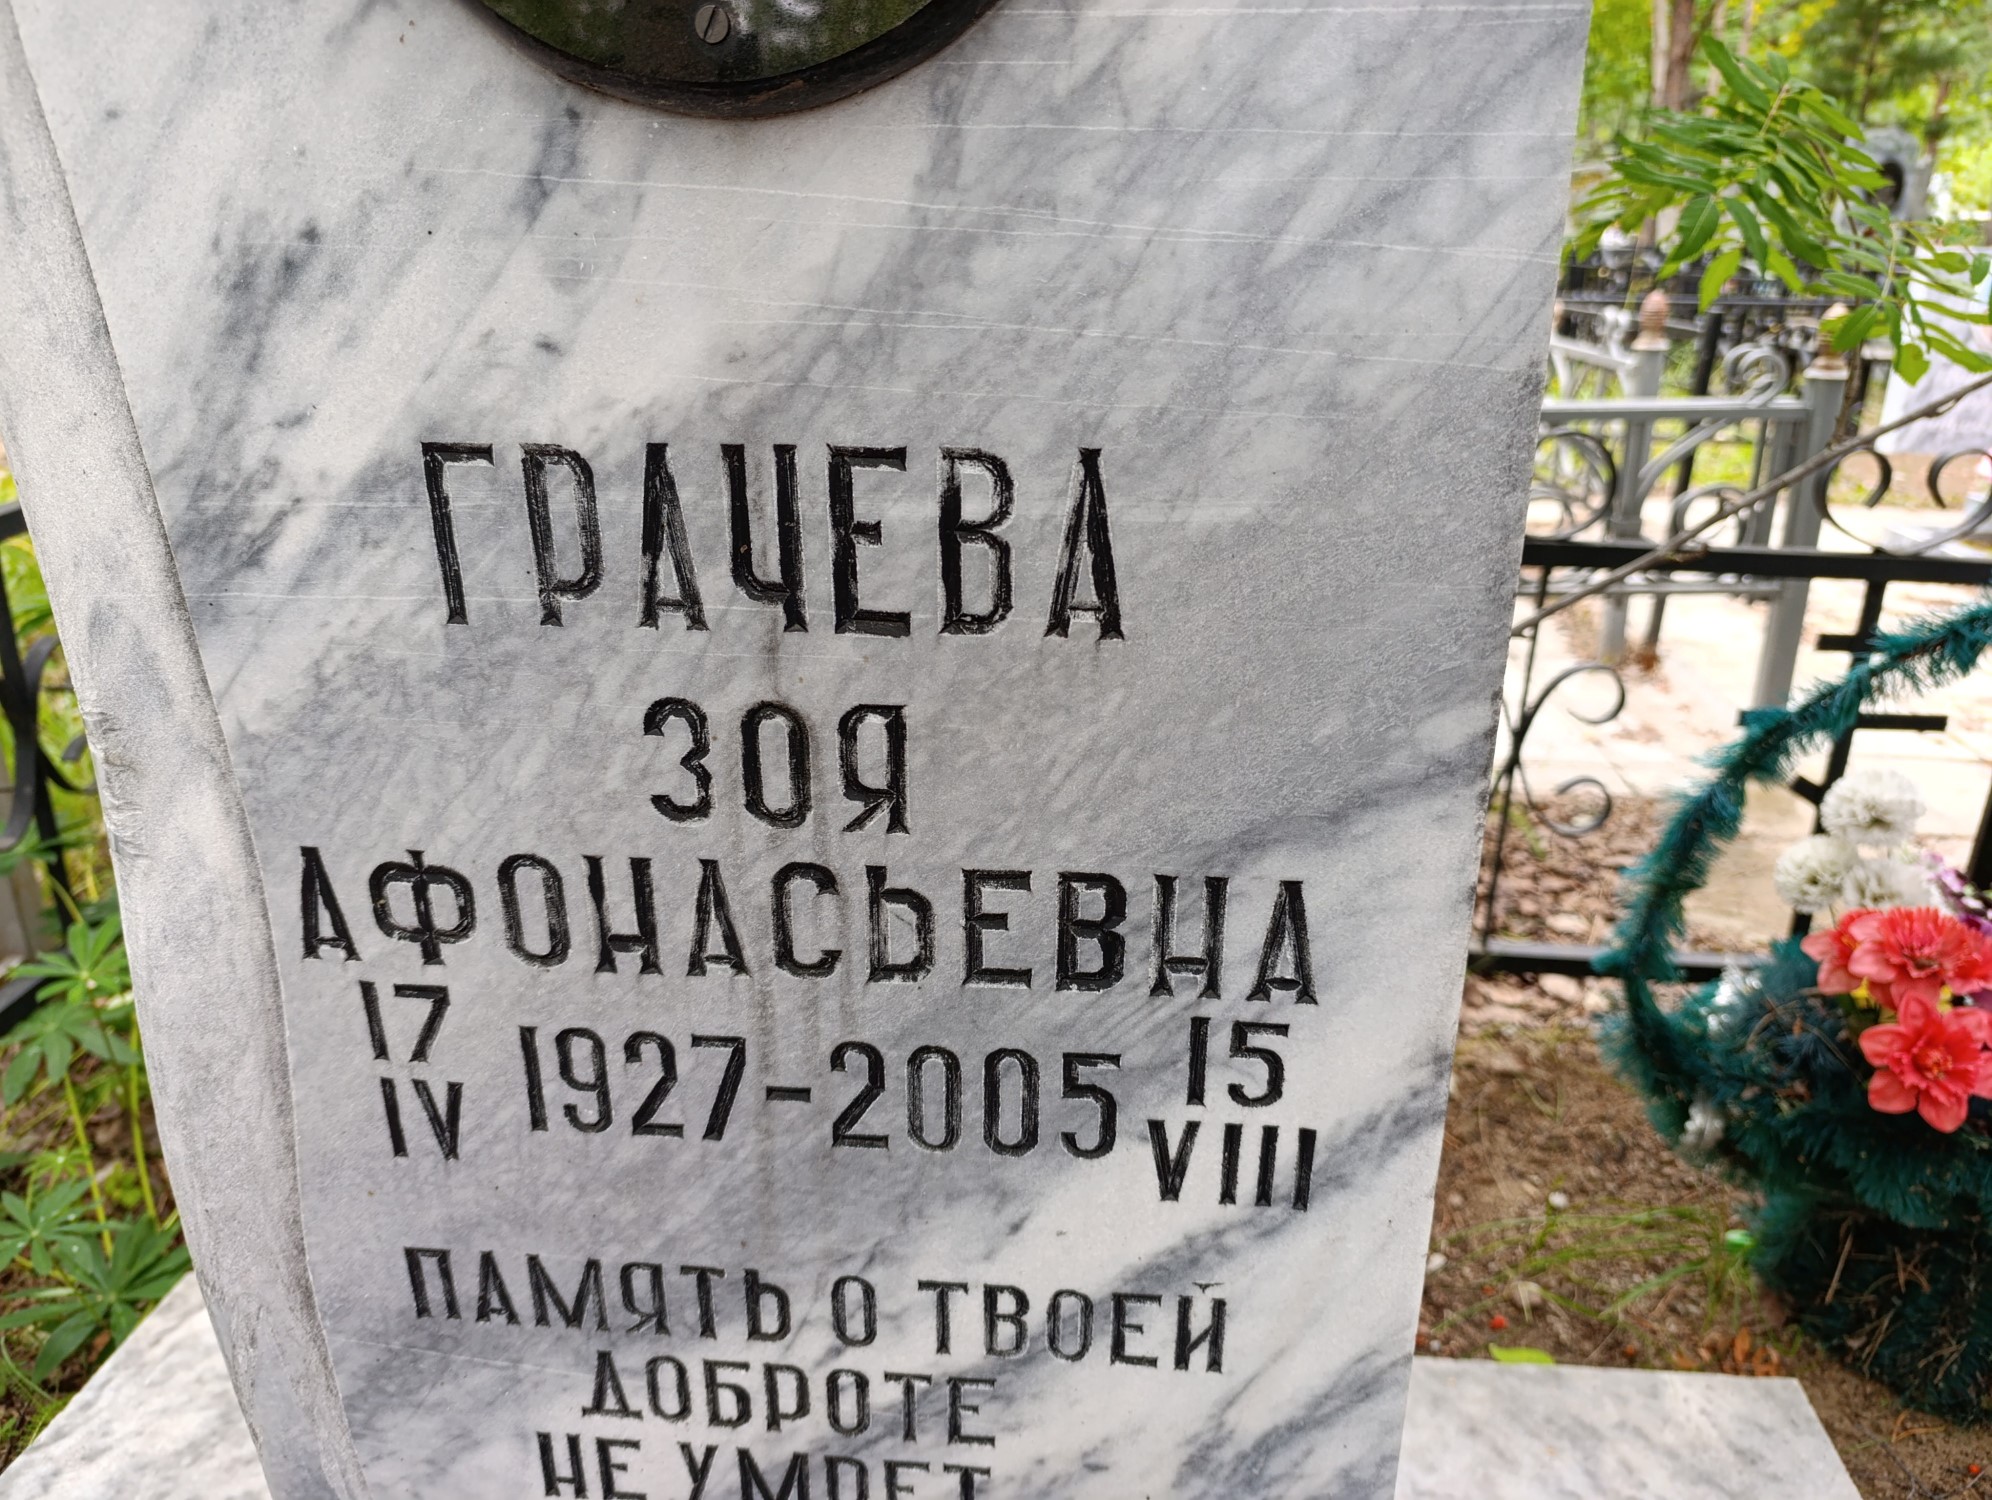 ГРАЧЕВА
ЗОЯ
АФОНАСЬЕВНА
17 IV 1927-2005 15 VIII
ПАМЯТЬ О ТВОЕЙ
ДОБРОТЕ
НЕ УМРЕТ